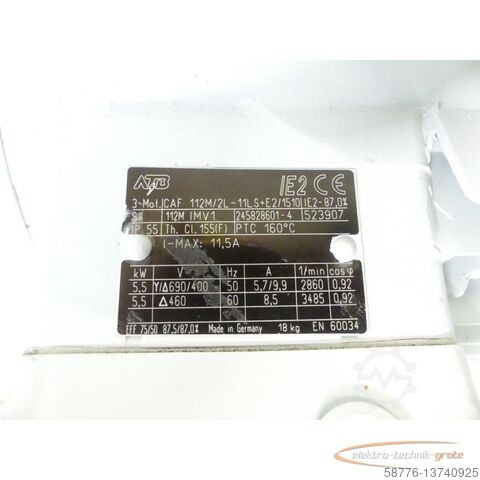 ATB IE2 CE
3~Mot. CAF 112M/2L-11LS+E2/1510 IE2-87,0%
S1 112M IMV1 245828601-4 523907
IP 55 Th. Cl. 155(F) PTC 160°C
I-MAX: 11,5A
kW V Hz A 1/min cosφ
5,5 Y/Δ690/400 50 5,7/9,9 2860 0,92
5,5 Δ460 60 8,5 3485 0,92
EFF 75/50 87.5/87,0% Made in Germany 18 kg EN 60034
elektro-technik-grote
58776-13740925